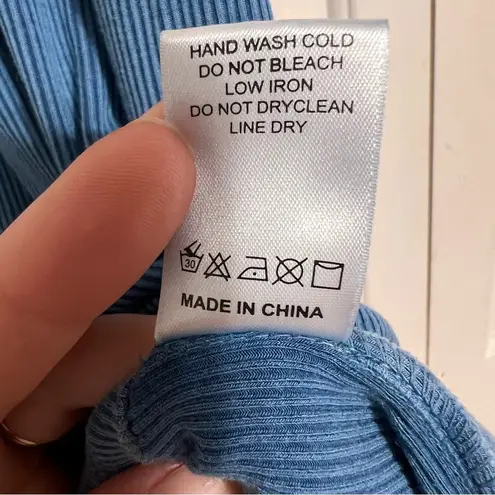 HAND WASH COLD
DO NOT BLEACH
LOW IRON
DO NOT DRYCLEAN
LINE DRY
30
MADE IN CHINA